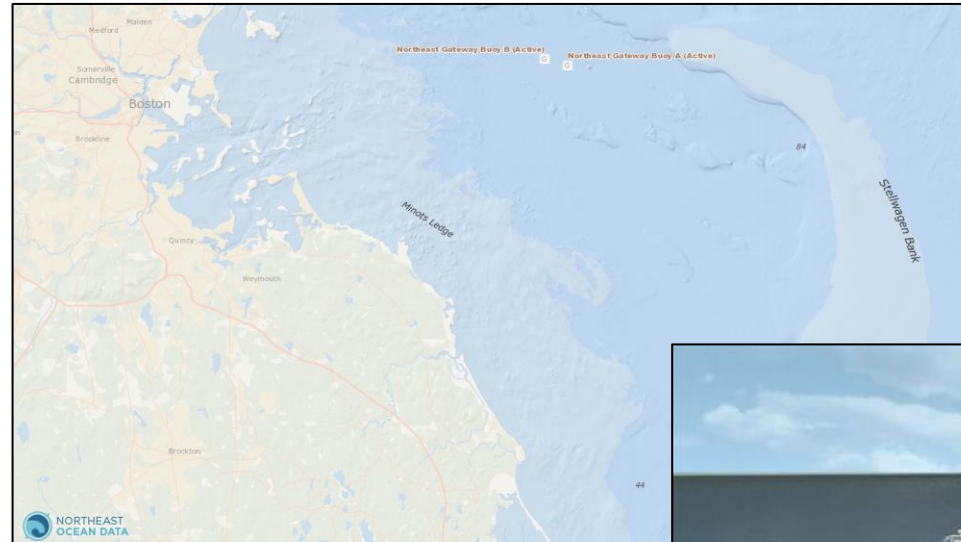 Malden
Medford
Northeast Gateway Buoy B (Active)
Northeast Gateway Buoy A (Active)
Somerville
Cambridge
Boston
Brookline
84
Stellwagen Bank
Minots Ledge
Quincy
Weymouth
Brockton
44
NORTHEAST
OCEAN DATA
G
G